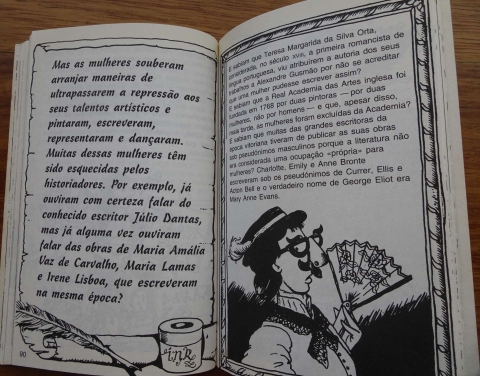 Mas as mulheres souberam
arranjar maneiras de
ultrapassarem a repressão aos
seus talentos artísticos e
pintaram, escreveram,
representaram e dançaram.
Muitas dessas mulheres têm
sido esquecidas pelos
historiadores. Por exemplo, já
ouviram com certeza falar do
conhecido escritor Júlio Dantas,
mas já alguma vez ouviram
falar das obras de Maria Amália
Vaz de Carvalho, Maria Lamas
e Irene Lisboa, que escreveram
na mesma época?
90
INK
E sabiam que Teresa Margarida da Silva Orta,
considerada, no século XVIII, a primeira romancista de
língua portuguesa, viu atribuírem a autoria dos seus
trabalhos a Alexandre Gusmão por não se acreditar
que uma mulher pudesse escrever assim?
E sabiam que a Real Academia das Artes inglesa foi
fundada em 1768 por duas pintoras — por duas
mulheres, não por homens — e que, apesar disso,
mais tarde, as mulheres foram excluídas da Academia?
E sabiam que muitas das grandes escritoras da
época vitoriana tiveram de publicar as suas obras
sob pseudónimos masculinos porque a literatura não
era considerada uma ocupação «própria» para
mulheres? Charlotte, Emily e Anne Bronte
escreveram sob os pseudónimos de Currer, Ellis e
Acton Bell e o verdadeiro nome de George Eliot era
Mary Anne Evans.